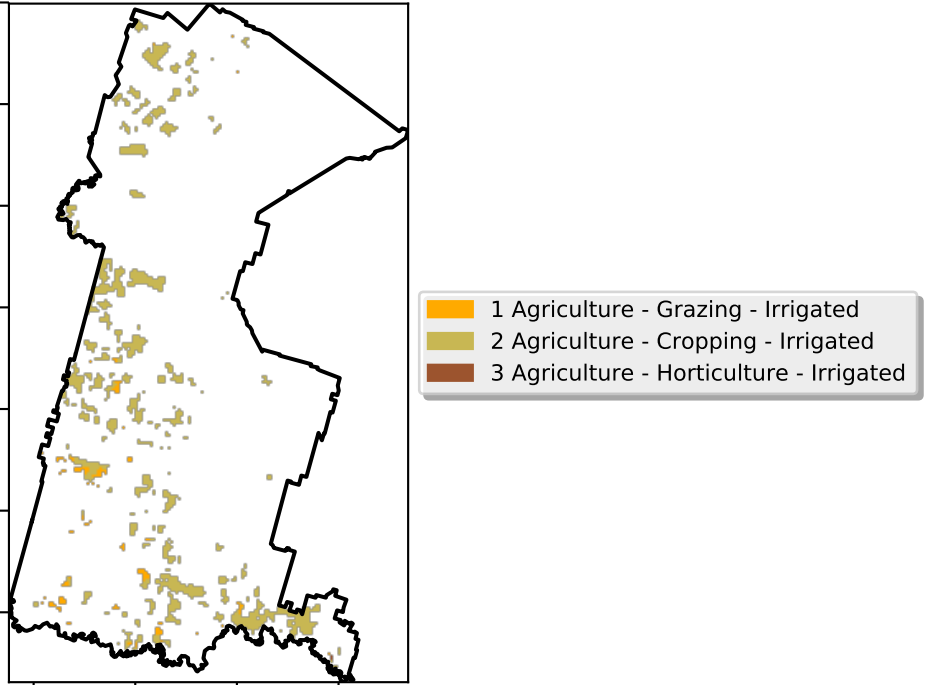 1 Agriculture - Grazing - Irrigated
2 Agriculture - Cropping - Irrigated
3 Agriculture - Horticulture - Irrigated